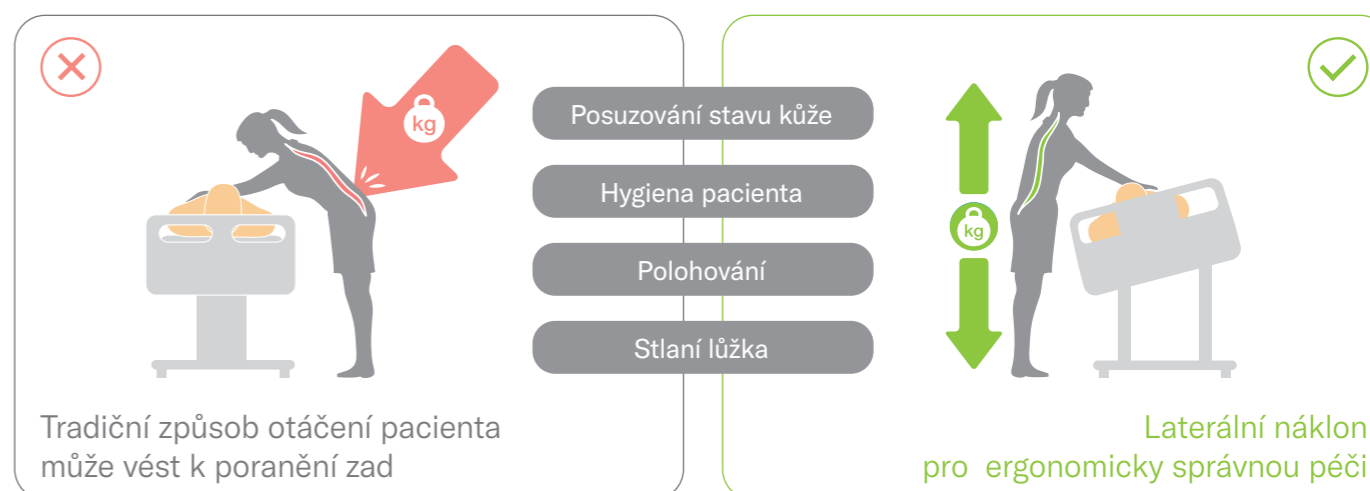 kg
Posuzování stavu kůže
Hygiena pacienta
Polohování
Stlaní lůžka
kg
Tradiční způsob otáčení pacienta
může vést k poranění zad
Laterální náklon
pro ergonomicky správnou péči